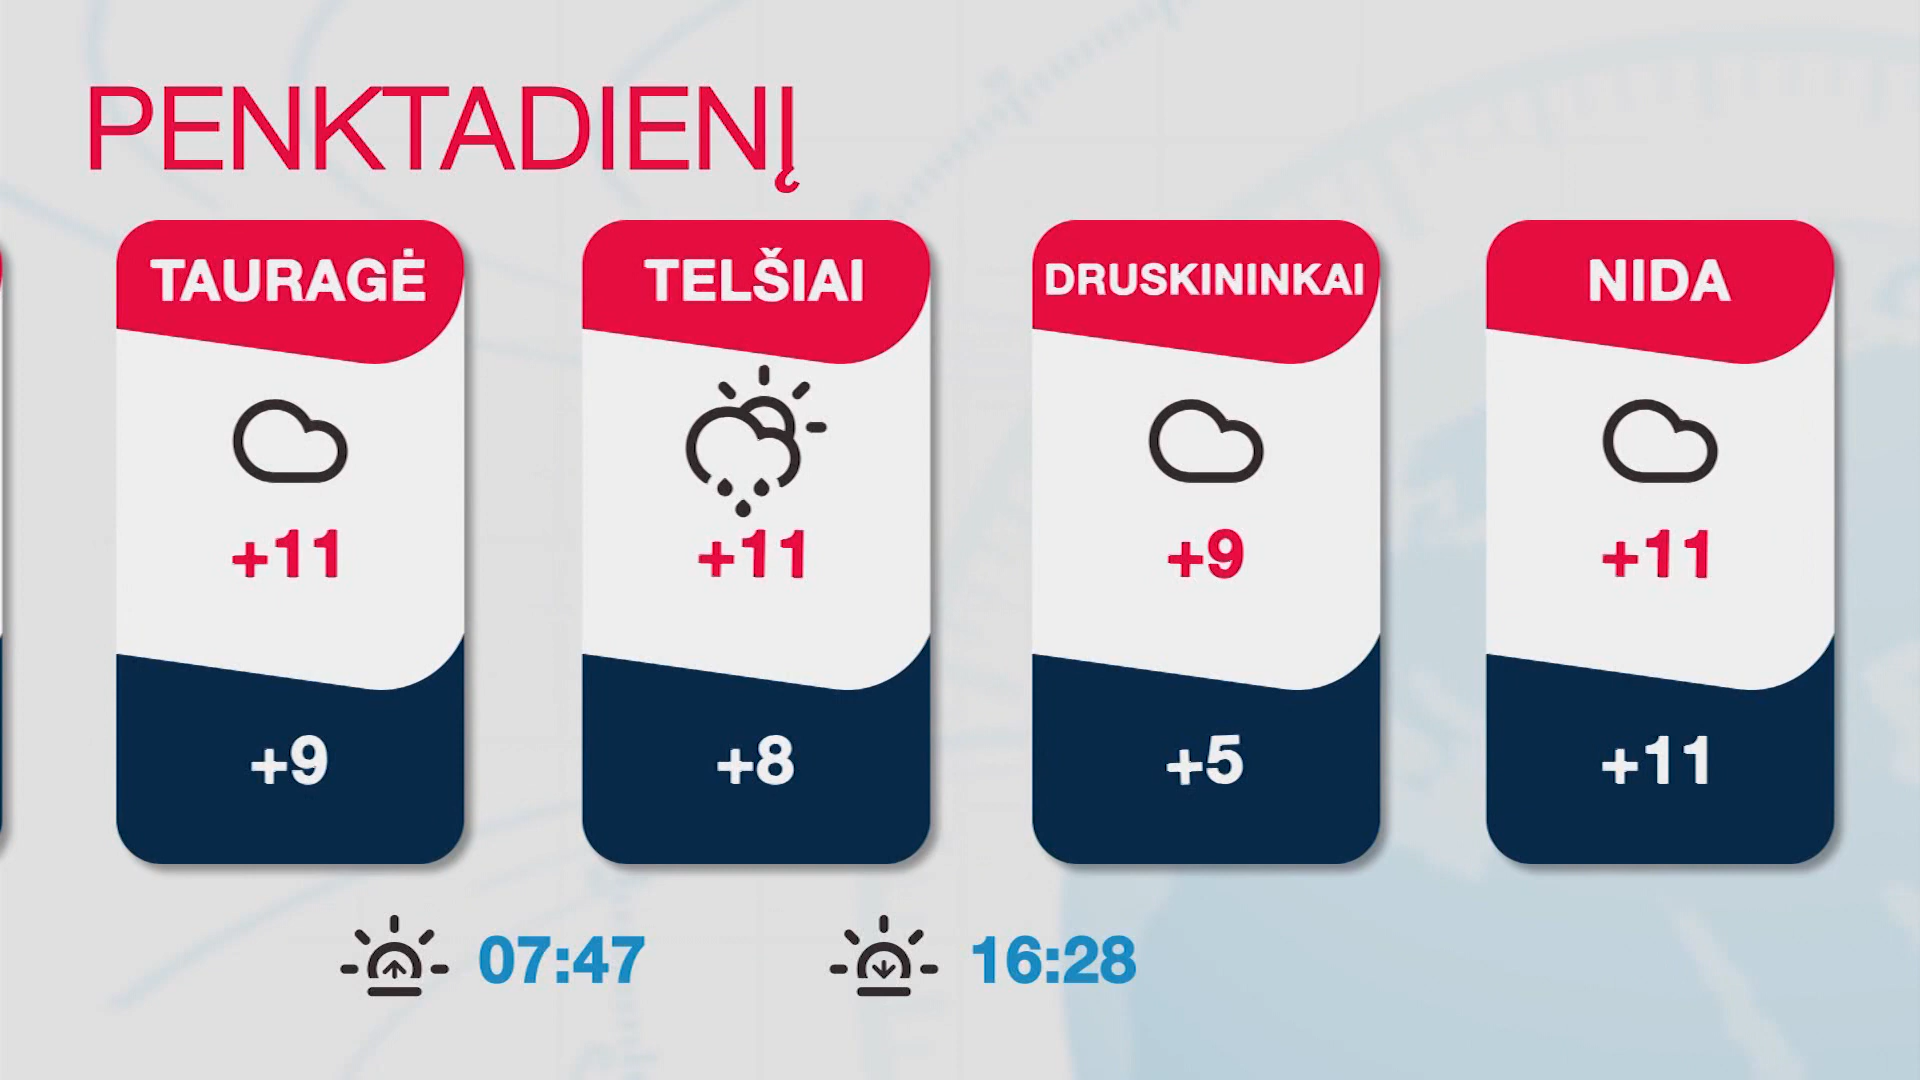 PENKTADIENĮ
TAURAGĖ
+11
+9
TELŠIAI
+11
+8
DRUSKININKAI
+9
+5
NIDA
+11
+11
07:47
16:28